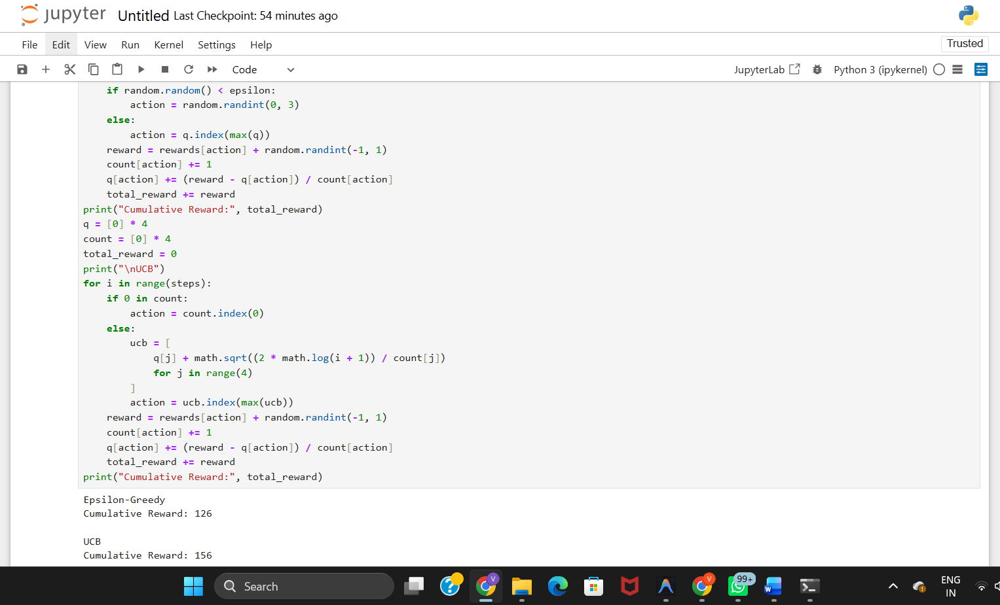 jupyter Untitled Last Checkpoint: 54 minutes ago
File Edit View Run Kernel Settings Help Trusted
Code JupyterLab Python 3 (ipykernel)
    if random.random() < epsilon:
        action = random.randint(0, 3)
    else:
        action = q.index(max(q))
    reward = rewards[action] + random.randint(-1, 1)
    count[action] += 1
    q[action] += (reward - q[action]) / count[action]
    total_reward += reward
print("Cumulative Reward:", total_reward)
q = [0] * 4
count = [0] * 4
total_reward = 0
print("\nUCB")
for i in range(steps):
    if 0 in count:
        action = count.index(0)
    else:
        ucb = [
            q[j] + math.sqrt((2 * math.log(i + 1)) / count[j])
            for j in range(4)
        ]
        action = ucb.index(max(ucb))
    reward = rewards[action] + random.randint(-1, 1)
    count[action] += 1
    q[action] += (reward - q[action]) / count[action]
    total_reward += reward
print("Cumulative Reward:", total_reward)
Epsilon-Greedy
Cumulative Reward: 126
UCB
Cumulative Reward: 156
Search V V 99+ W ENG
IN